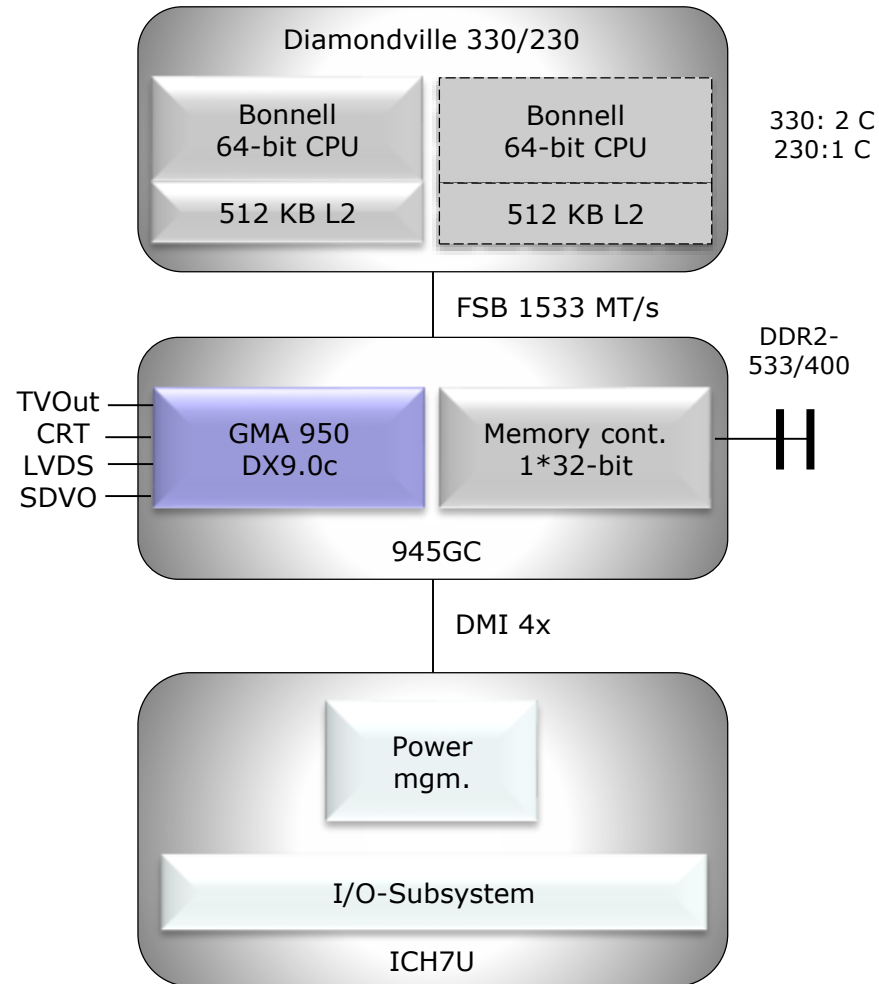 Diamondville 330/230
Bonnell
64-bit CPU
512 KB L2
Bonnell
64-bit CPU
512 KB L2
330: 2 C
230:1 C
FSB 1533 MT/s
DDR2-
533/400
TVOut
CRT
LVDS
SDVO
GMA 950
DX9.0c
Memory cont.
1*32-bit
945GC
DMI 4x
Power
mgm.
I/O-Subsystem
ICH7U